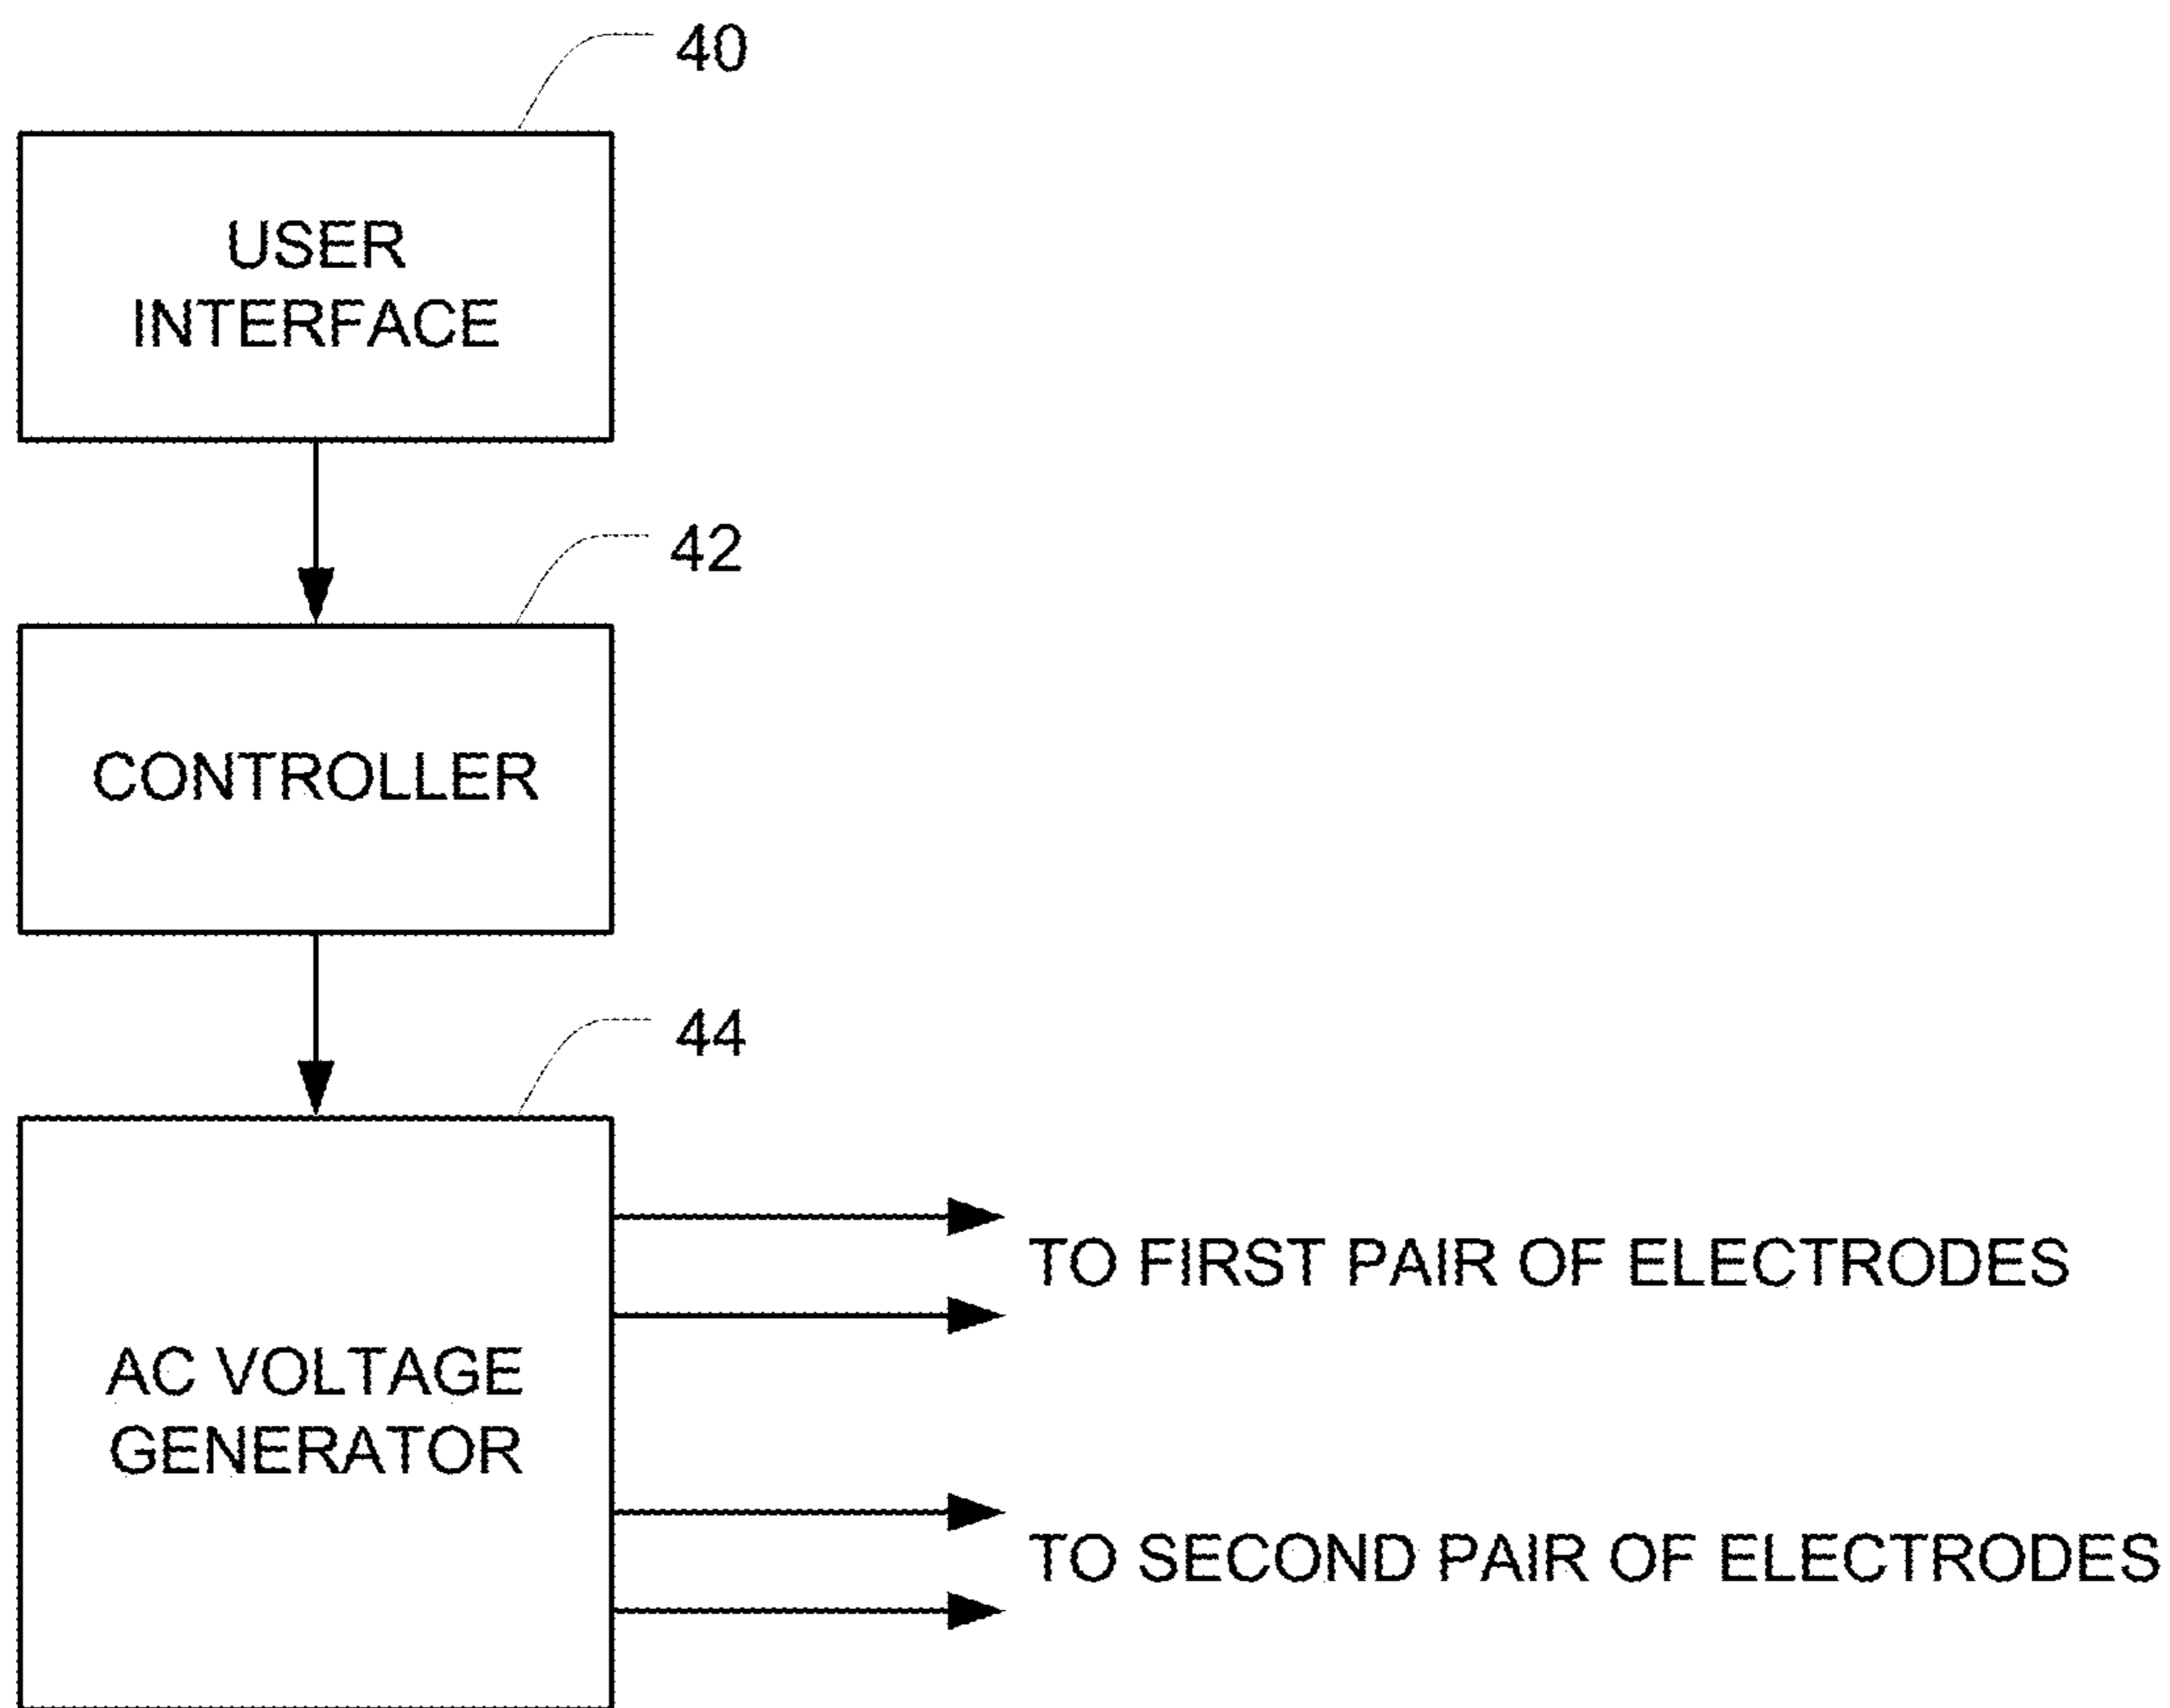 40
USER
INTERFACE
42
CONTROLLER
44
TO FIRST PAIR OF ELECTRODES
AC VOLTAGE
GENERATOR
TO SECOND PAIR OF ELECTRODES